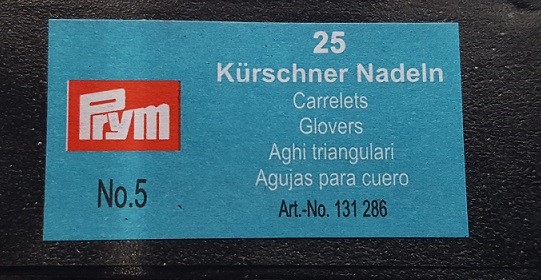 25
Kürschner Nadeln
Carrelets
Glovers
Aghi triangulari
Agujas para cuero
Art.-No. 131 286
Prym
No.5